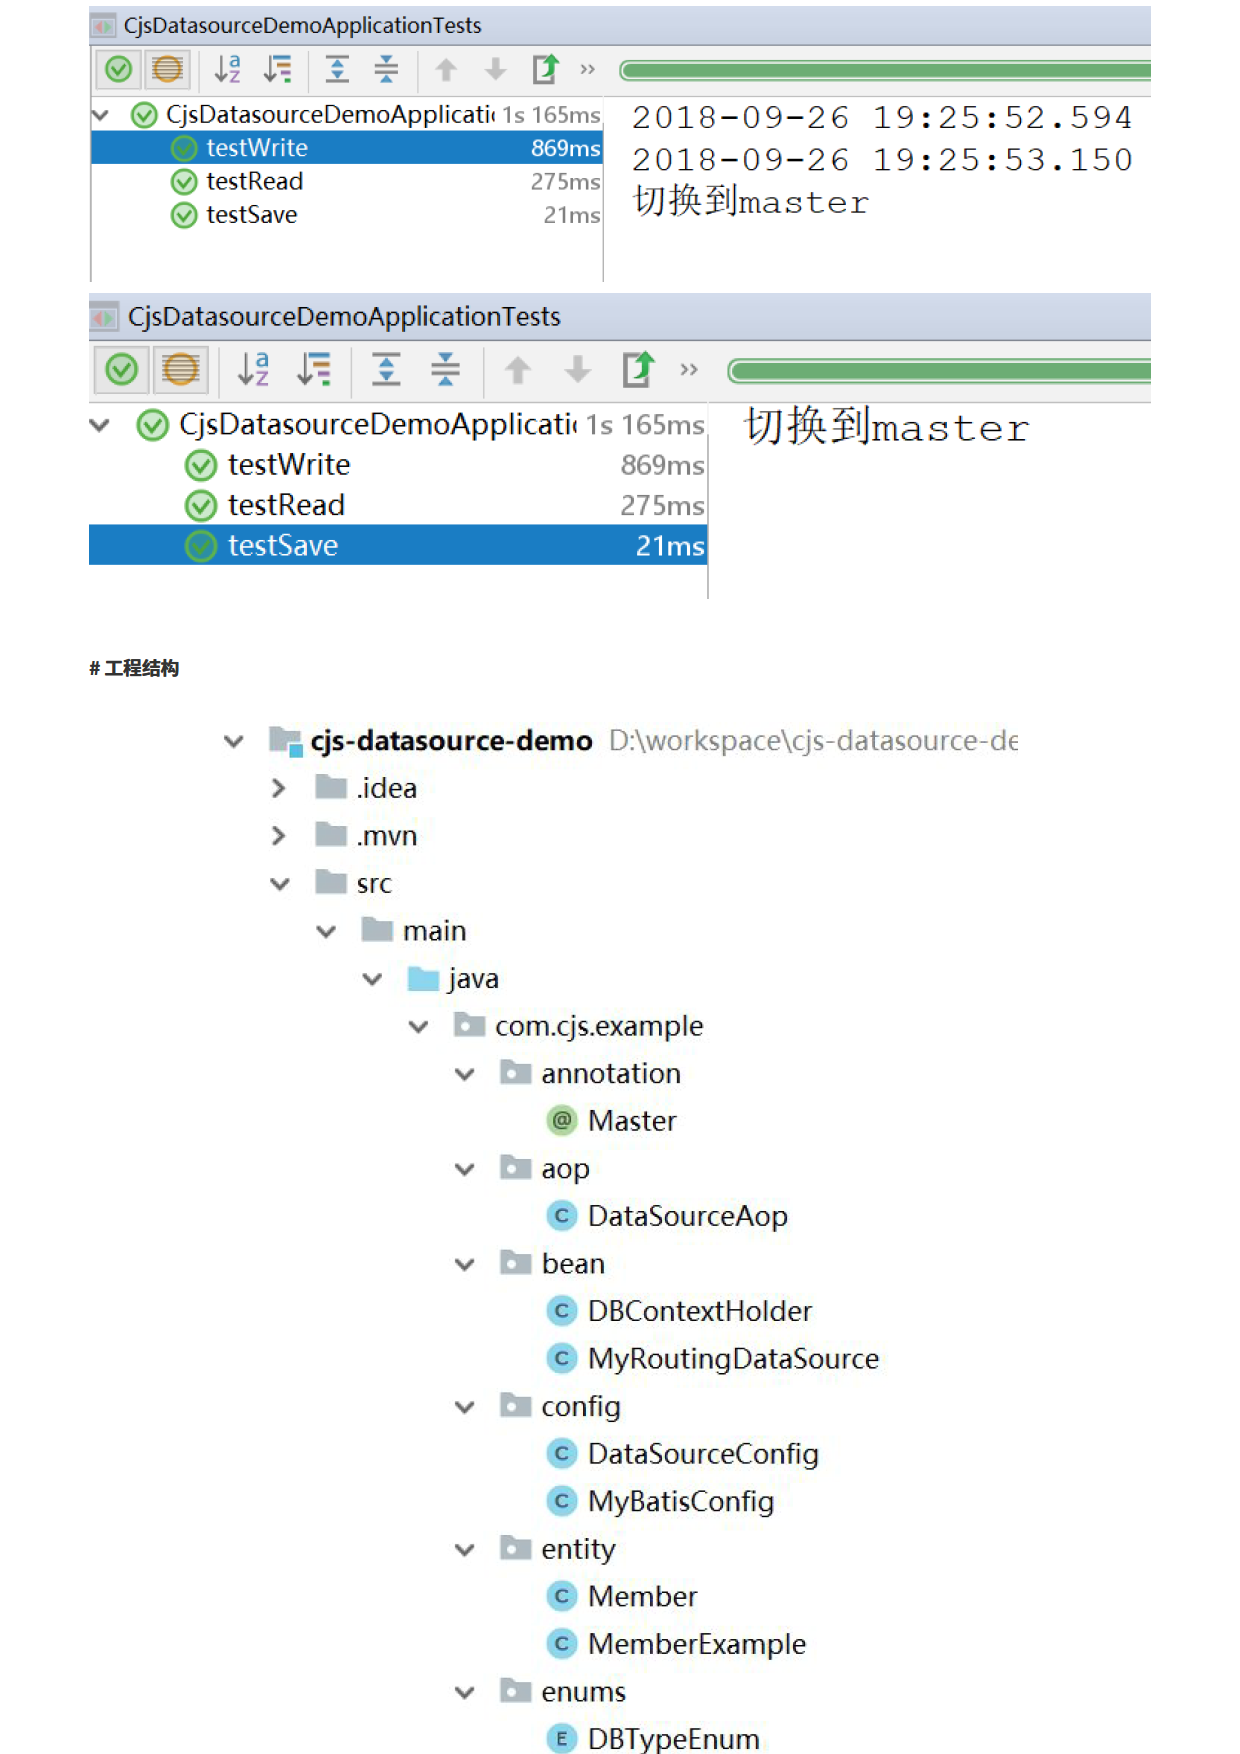 CjsDatasourceDemoApplicationTests
CjsDatasourceDemoApplicatic 1s 165ms
testWrite 869ms
testRead 275ms
testSave 21ms
2018-09-26 19:25:52.594
2018-09-26 19:25:53.150
切换到master
CjsDatasourceDemoApplicationTests
CjsDatasourceDemoApplicatic 1s 165ms
testWrite 869ms
testRead 275ms
testSave 21ms
切换到master
# 工程结构
cjs-datasource-demo D:\workspace\cjs-datasource-de
.idea
.mvn
src
main
java
com.cjs.example
annotation
Master
aop
DataSourceAop
bean
DBContextHolder
MyRoutingDataSource
config
DataSourceConfig
MyBatisConfig
entity
Member
MemberExample
enums
DBTypeEnum